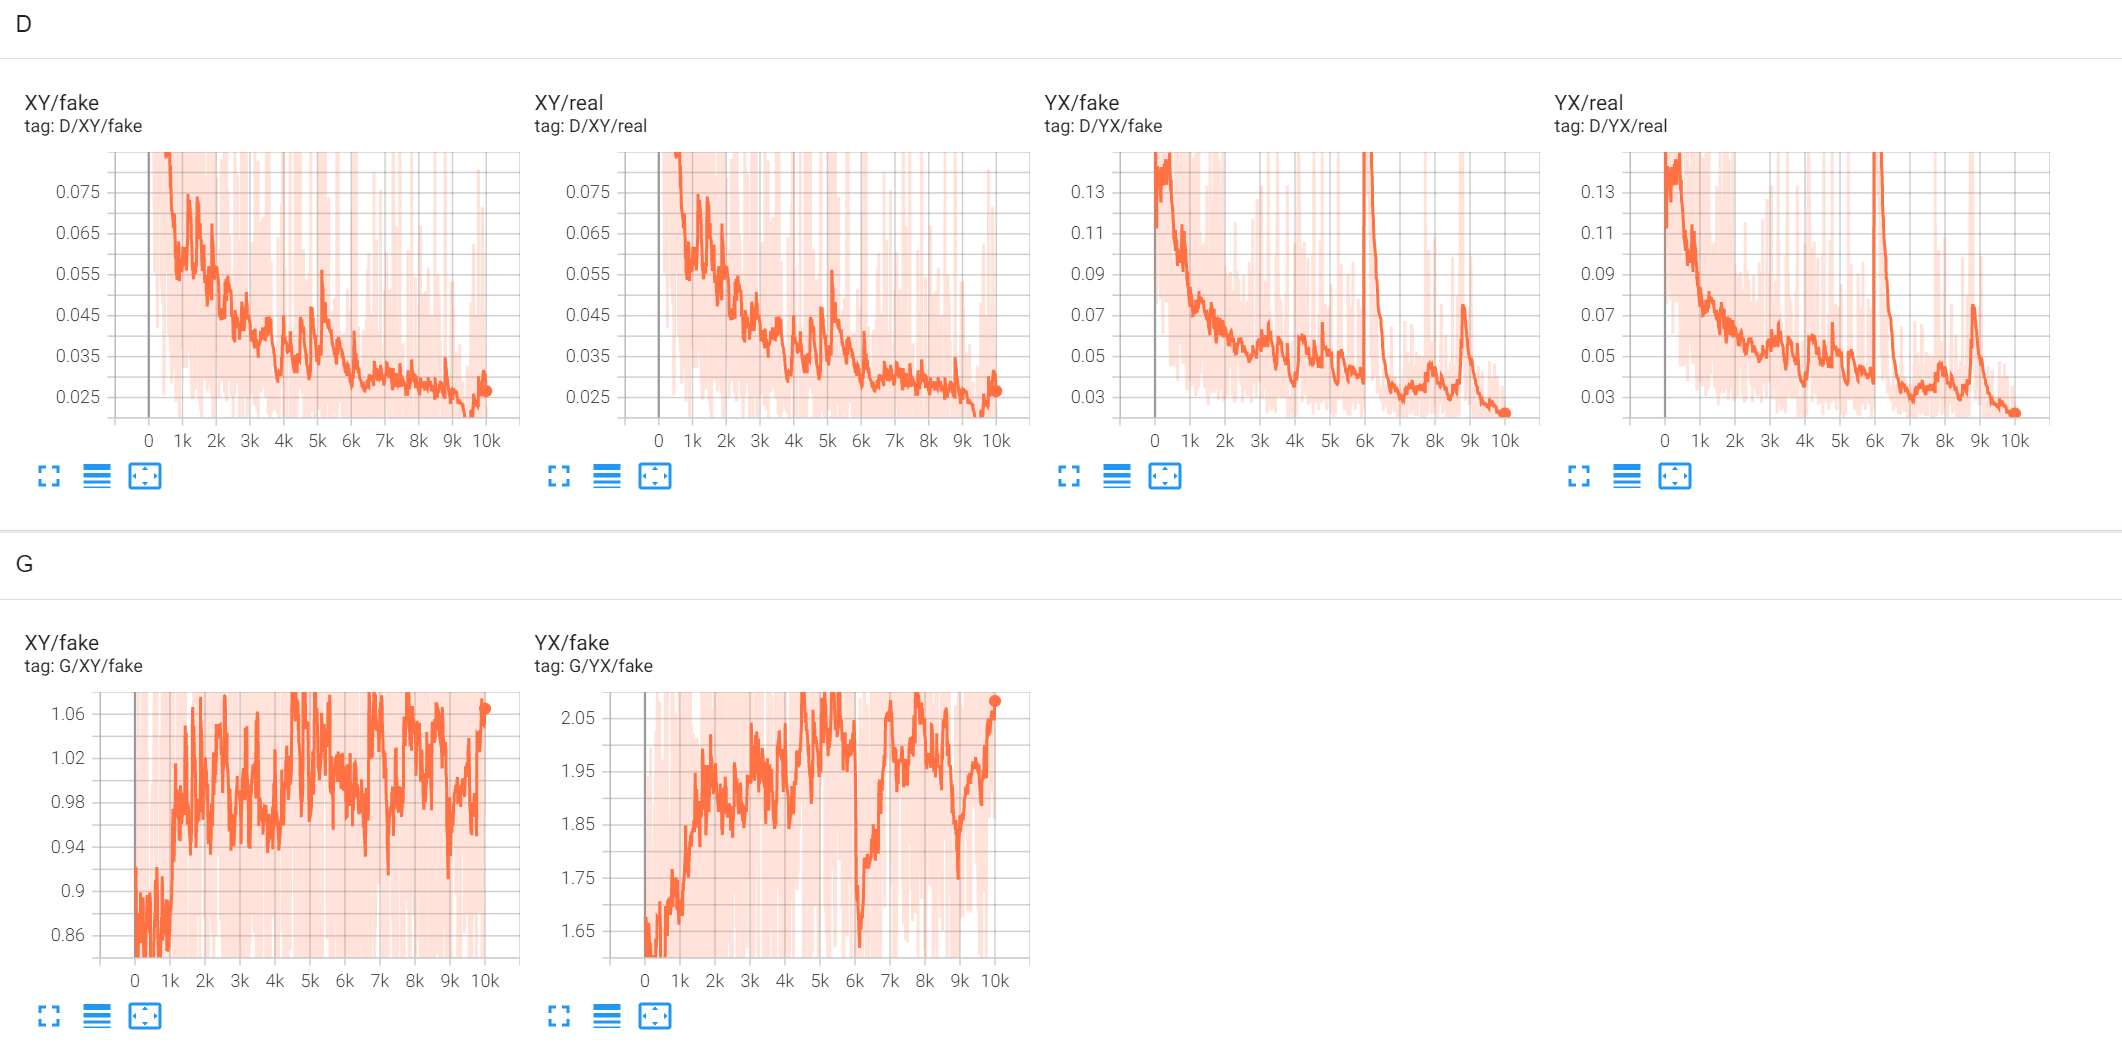 D
XY/fake
tag: D/XY/fake
0.075
0.065
0.055
0.045
0.035
0.025
0 1k 2k 3k 4k 5k 6k 7k 8k 9k 10k
XY/real
tag: D/XY/real
0.075
0.065
0.055
0.045
0.035
0.025
0 1k 2k 3k 4k 5k 6k 7k 8k 9k 10k
YX/fake
tag: D/YX/fake
0.13
0.11
0.09
0.07
0.05
0.03
0 1k 2k 3k 4k 5k 6k 7k 8k 9k 10k
YX/real
tag: D/YX/real
0.13
0.11
0.09
0.07
0.05
0.03
0 1k 2k 3k 4k 5k 6k 7k 8k 9k 10k
G
XY/fake
tag: G/XY/fake
1.06
1.02
0.98
0.94
0.9
0.86
0 1k 2k 3k 4k 5k 6k 7k 8k 9k 10k
YX/fake
tag: G/YX/fake
2.05
1.95
1.85
1.75
1.65
0 1k 2k 3k 4k 5k 6k 7k 8k 9k 10k